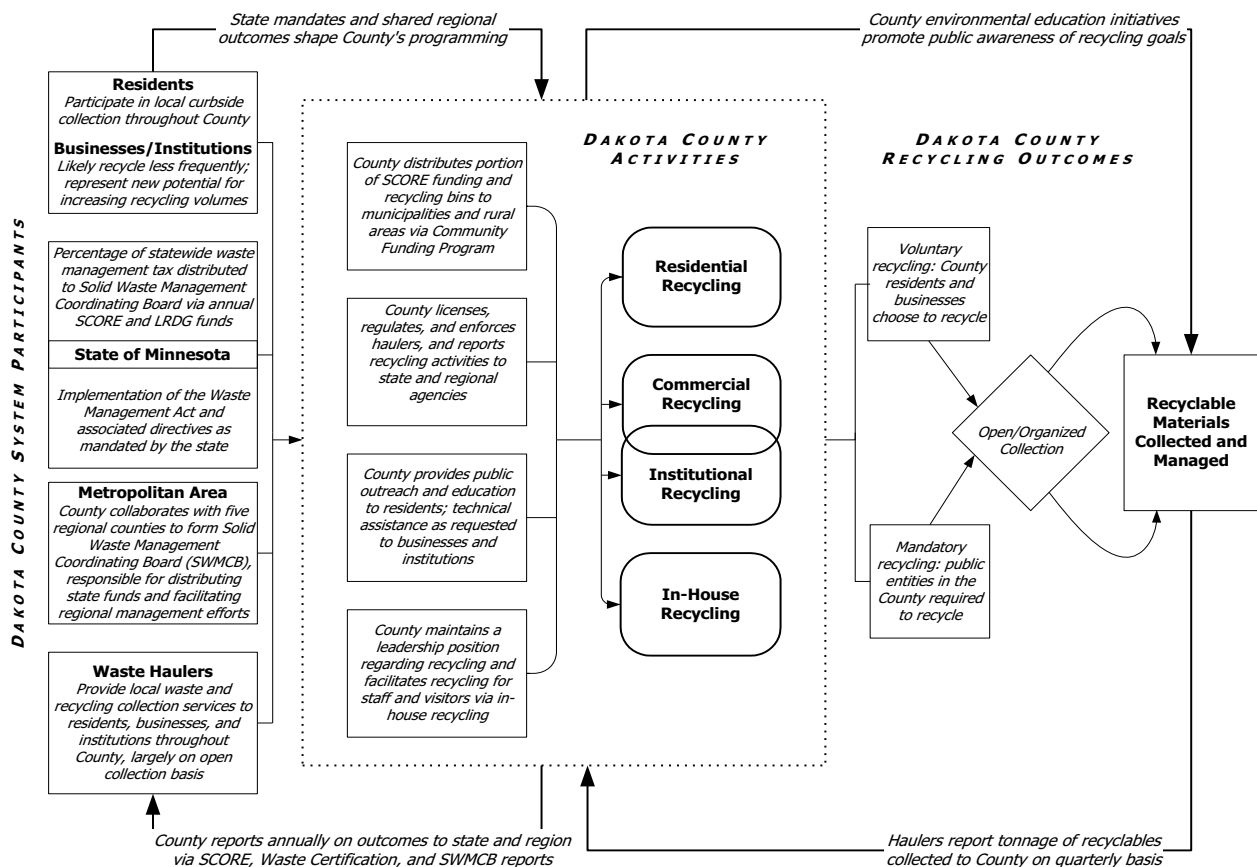 State mandates and shared regional
outcomes shape County's programming
County environmental education initiatives
promote public awareness of recycling goals
DAKOTA COUNTY SYSTEM PARTICIPANTS
Residents
Participate in local curbside
collection throughout County
Businesses/Institutions
Likely recycle less frequently;
represent new potential for
increasing recycling volumes
Percentage of statewide waste
management tax distributed
to Solid Waste Management
Coordinating Board via annual
SCORE and LRDG funds
State of Minnesota
Implementation of the Waste
Management Act and
associated directives as
mandated by the state
Metropolitan Area
County collaborates with five
regional counties to form Solid
Waste Management
Coordinating Board (SWMCB),
responsible for distributing
state funds and facilitating
regional management efforts
Waste Haulers
Provide local waste and
recycling collection services to
residents, businesses, and
institutions throughout
County, largely on open
collection basis
DAKOTA COUNTY
ACTIVITIES
County distributes portion
of SCORE funding and
recycling bins to
municipalities and rural
areas via Community
Funding Program
County licenses,
regulates, and enforces
haulers, and reports
recycling activities to
state and regional
agencies
County provides public
outreach and education
to residents; technical
assistance as requested
to businesses and
institutions
County maintains a
leadership position
regarding recycling and
facilitates recycling for
staff and visitors via in-
house recycling
Residential
Recycling
Commercial
Recycling
Institutional
Recycling
In-House
Recycling
DAKOTA COUNTY
RECYCLING OUTCOMES
Voluntary
recycling: County
residents and
businesses
choose to recycle
Mandatory
recycling: public
entities in the
County required
to recycle
Open/Organized
Collection
Recyclable
Materials
Collected and
Managed
County reports annually on outcomes to state and region
via SCORE, Waste Certification, and SWMCB reports
Haulers report tonnage of recyclables
collected to County on quarterly basis